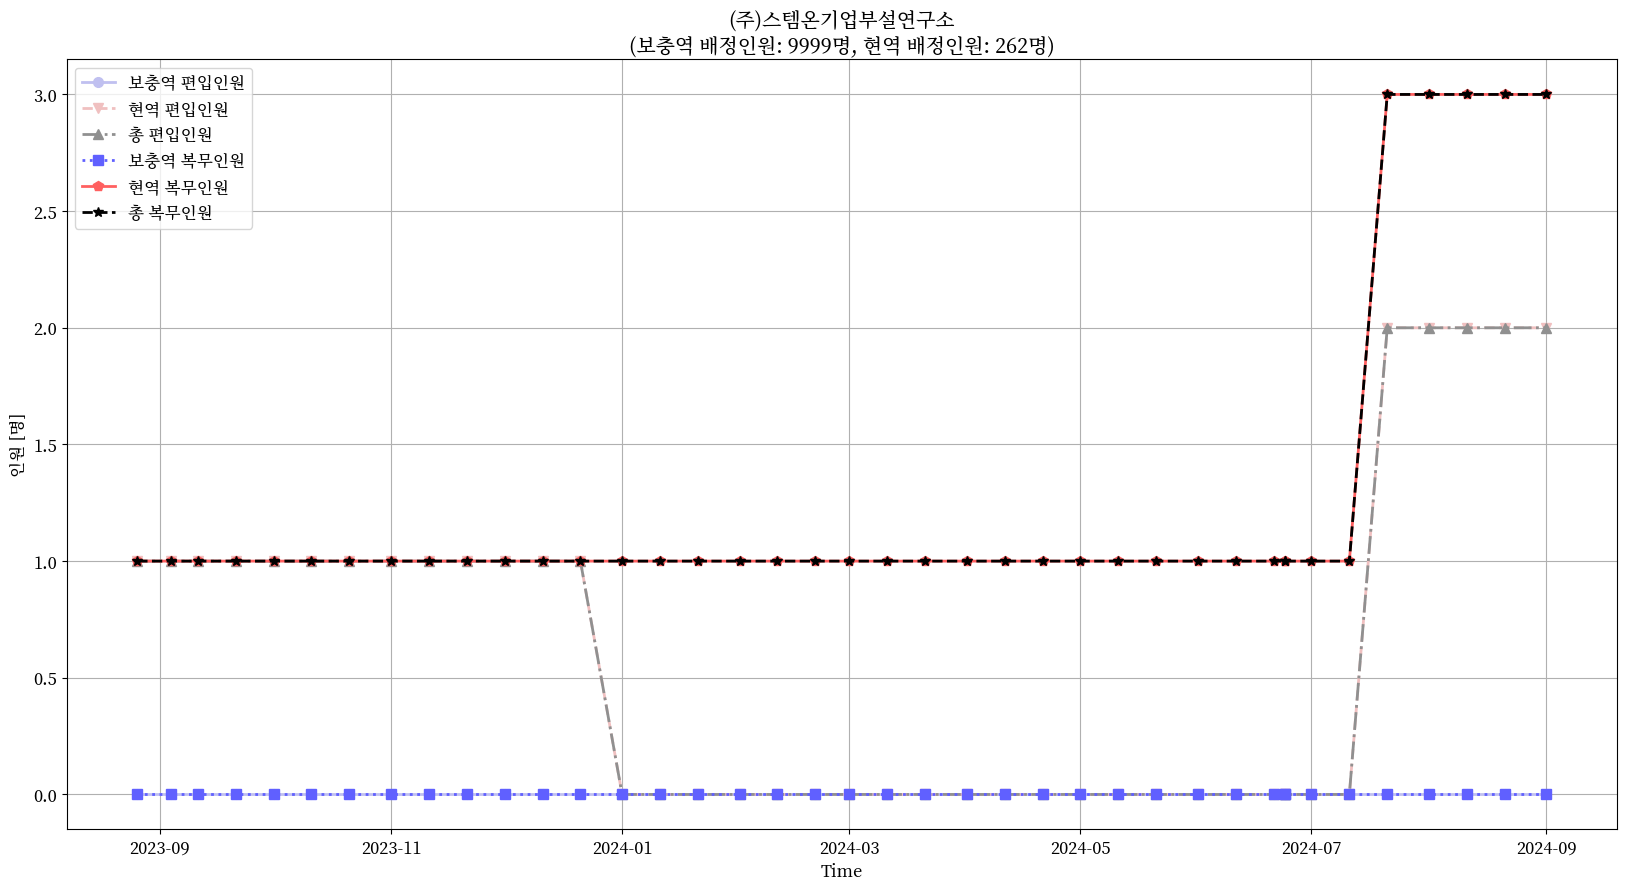 (주)스템온기업부설연구소
(보충역 배정인원: 9999명, 현역 배정인원: 262명)
보충역 편입인원
현역 편입인원
총 편입인원
보충역 복무인원
현역 복무인원
총 복무인원
3.0
2.5
2.0
1.5
1.0
0.5
0.0
인원 [명]
2023-09
2023-11
2024-01
2024-03
2024-05
2024-07
2024-09
Time